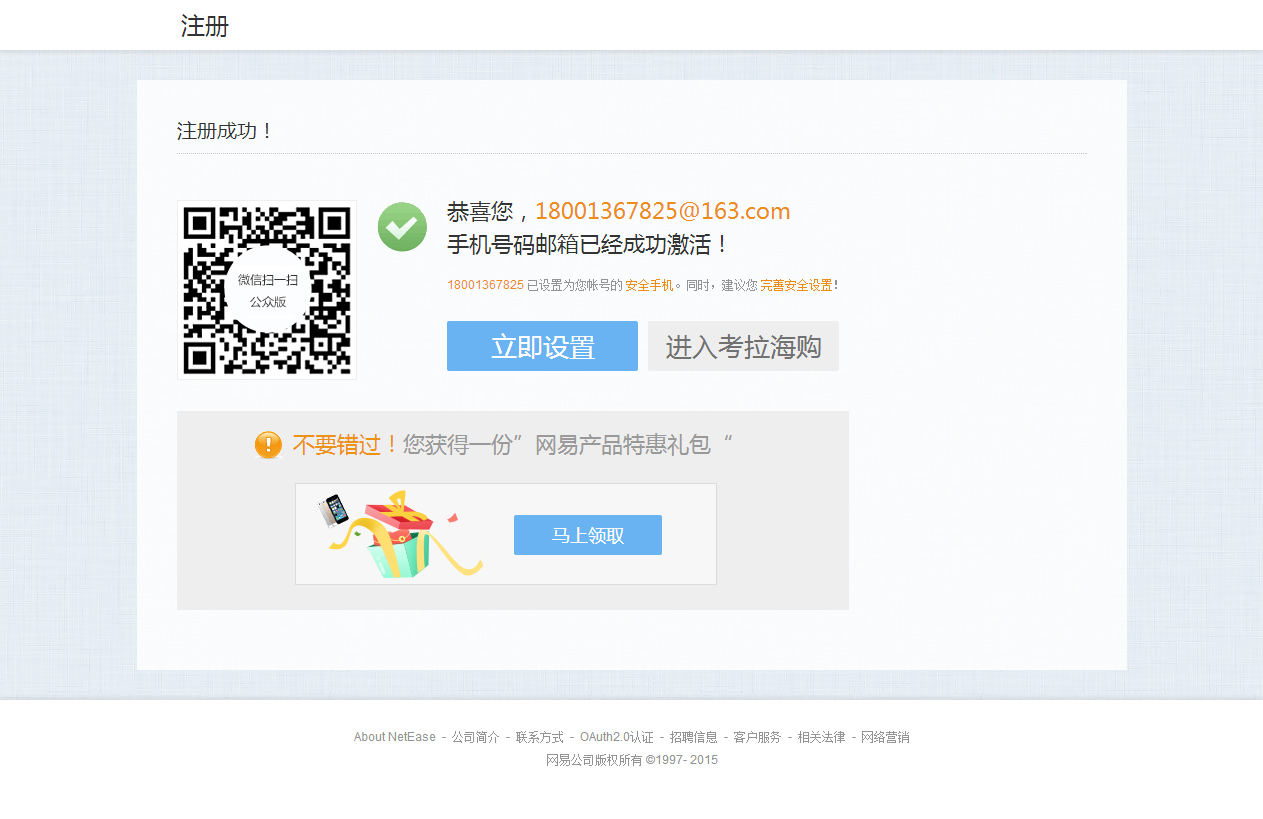 注册
注册成功！
微信扫一扫
公众版
恭喜您，18001367825@163.com
手机号码邮箱已经成功激活！
18001367825 已设置为您帐号的 安全手机。同时，建议您 完善安全设置!
立即设置 进入考拉海购
不要错过！您获得一份”网易产品特惠礼包“
马上领取
About NetEase - 公司简介 - 联系方式 - OAuth2.0认证 - 招聘信息 - 客户服务 - 相关法律 - 网络营销
网易公司版权所有 ©1997- 2015